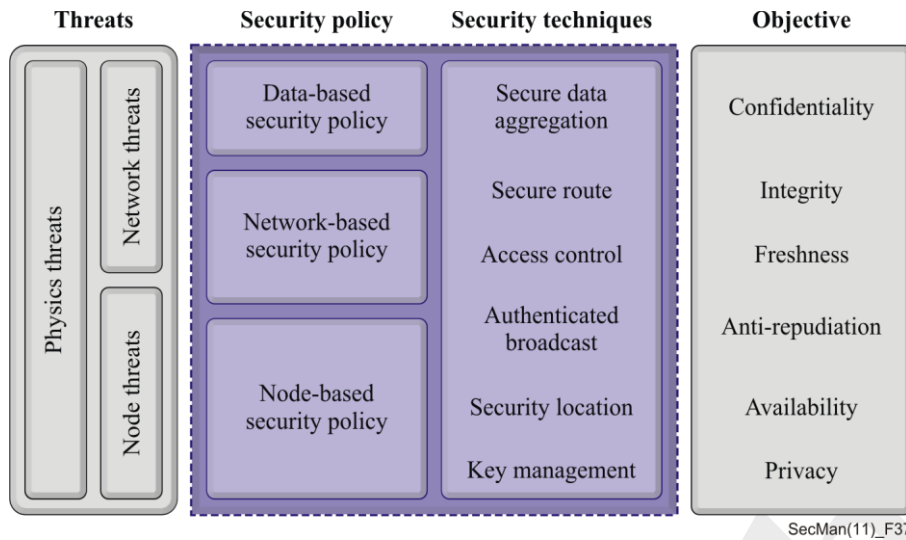 Threats
Security policy
Security techniques
Objective
Physics threats
Network threats
Node threats
Data-based
security policy
Network-based
security policy
Node-based
security policy
Secure data
aggregation
Secure route
Access control
Authenticated
broadcast
Security location
Key management
Confidentiality
Integrity
Freshness
Anti-repudiation
Availability
Privacy
SecMan(11)_F37